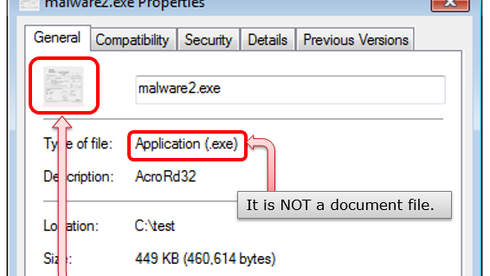 malware2.exe Properties
General Compatibility Security Details Previous Versions
malware2.exe
Type of file: Application (.exe)
Description: AcroRd32
It is NOT a document file.
Location: C:\test
Size: 449 KB (460,614 bytes)